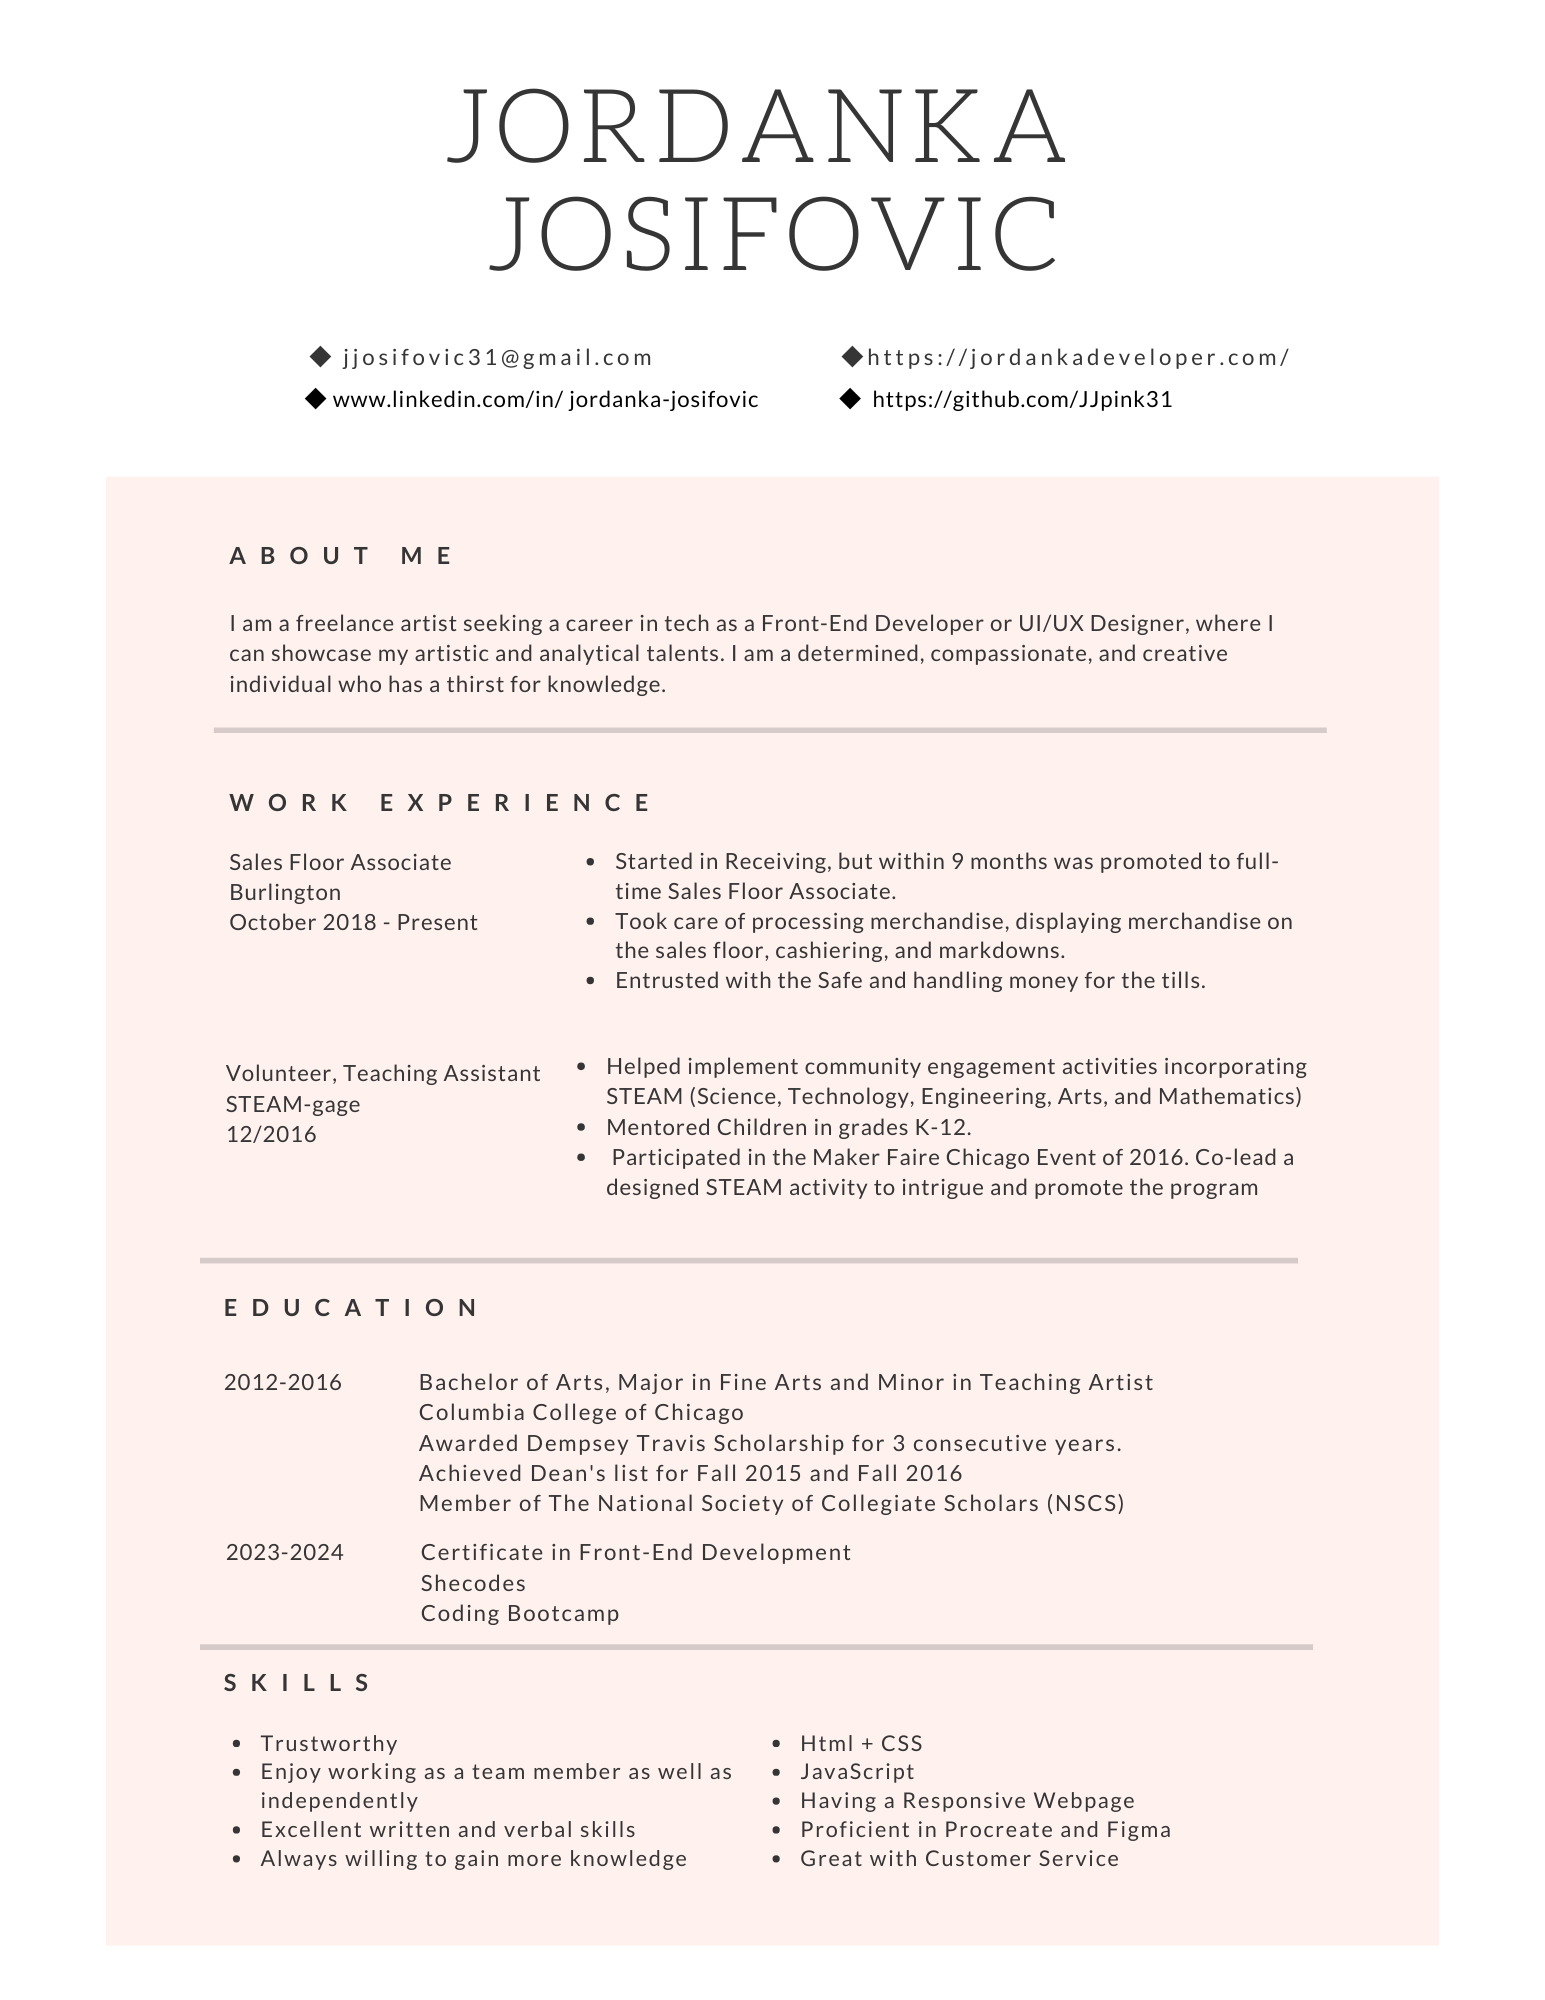 JORDANKA
JOSIFOVIC
◆ jjosifovic31@gmail.com
◆https://jordankadeveloper.com/
◆ www.linkedin.com/in/ jordanka-josifovic
◆ https://github.com/JJpink31
ABOUT ME
I am a freelance artist seeking a career in tech as a Front-End Developer or UI/UX Designer, where I
can showcase my artistic and analytical talents. I am a determined, compassionate, and creative
individual who has a thirst for knowledge.
WORK EXPERIENCE
Sales Floor Associate
Burlington
October 2018 - Present
• Started in Receiving, but within 9 months was promoted to full-
time Sales Floor Associate.
• Took care of processing merchandise, displaying merchandise on
the sales floor, cashiering, and markdowns.
• Entrusted with the Safe and handling money for the tills.
Volunteer, Teaching Assistant
STEAM-gage
12/2016
• Helped implement community engagement activities incorporating
STEAM (Science, Technology, Engineering, Arts, and Mathematics)
• Mentored Children in grades K-12.
• Participated in the Maker Faire Chicago Event of 2016. Co-lead a
designed STEAM activity to intrigue and promote the program
EDUCATION
2012-2016
Bachelor of Arts, Major in Fine Arts and Minor in Teaching Artist
Columbia College of Chicago
Awarded Dempsey Travis Scholarship for 3 consecutive years.
Achieved Dean's list for Fall 2015 and Fall 2016
Member of The National Society of Collegiate Scholars (NSCS)
2023-2024
Certificate in Front-End Development
Shecodes
Coding Bootcamp
SKILLS
• Trustworthy
• Enjoy working as a team member as well as
independently
• Excellent written and verbal skills
• Always willing to gain more knowledge
• Html + CSS
• JavaScript
• Having a Responsive Webpage
• Proficient in Procreate and Figma
• Great with Customer Service